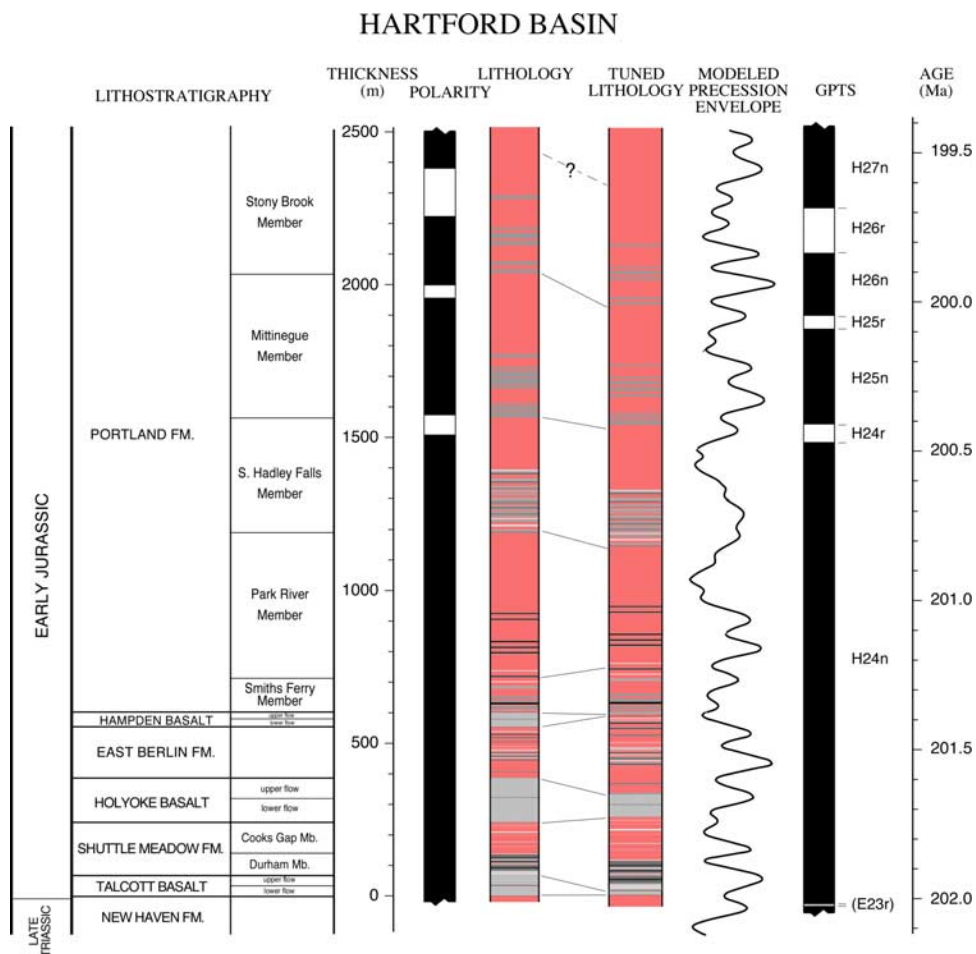 HARTFORD BASIN
LITHOSTRATIGRAPHY
THICKNESS
(m)
POLARITY
LITHOLOGY
TUNED
LITHOLOGY
MODELED
PRECESSION
ENVELOPE
GPTS
AGE
(Ma)
EARLY JURASSIC
LATE
TRIASSIC
PORTLAND FM.
HAMPDEN BASALT
EAST BERLIN FM.
HOLYOKE BASALT
SHUTTLE MEADOW FM.
TALCOTT BASALT
NEW HAVEN FM.
Stony Brook
Member
Mittinegue
Member
S. Hadley Falls
Member
Park River
Member
Smiths Ferry
Member
upper flow
lower flow
upper flow
lower flow
Cooks Gap Mb.
Durham Mb.
upper flow
lower flow
2500
2000
1500
1000
500
0
?
H27n
H26r
H26n
H25r
H25n
H24r
H24n
(E23r)
199.5
200.0
200.5
201.0
201.5
202.0